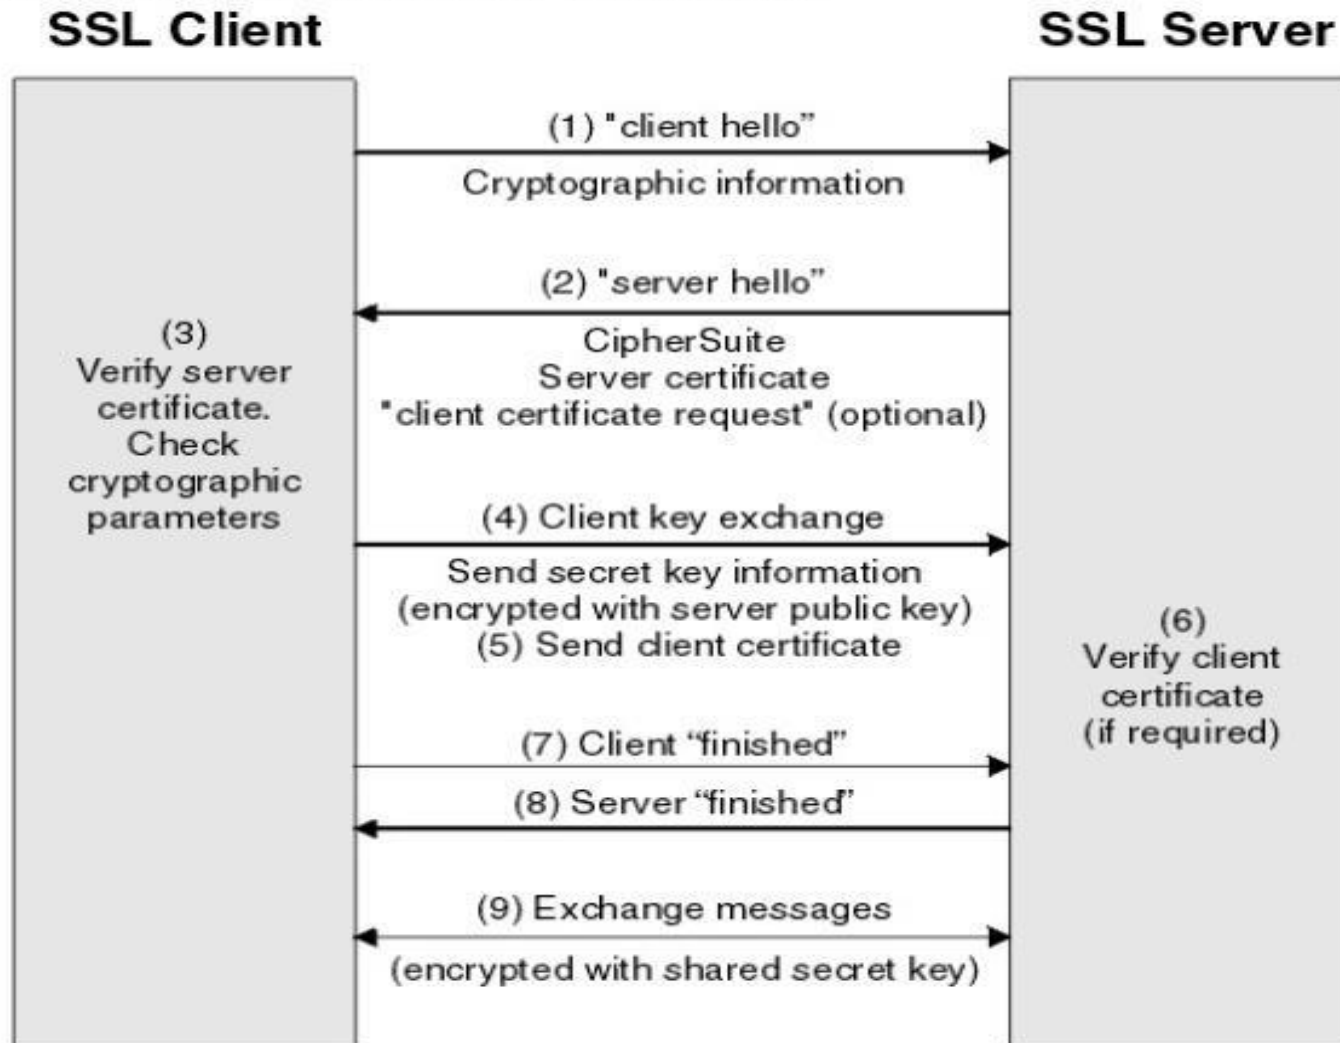 SSL Client
SSL Server
(1) "client hello”
Cryptographic information
(2) "server hello”
CipherSuite
Server certificate
"client certificate request" (optional)
(3)
Verify server
certificate.
Check
cryptographic
parameters
(4) Client key exchange
Send secret key information
(encrypted with server public key)
(5) Send client certificate
(6)
Verify client
certificate
(if required)
(7) Client “finished”
(8) Server “finished”
(9) Exchange messages
(encrypted with shared secret key)